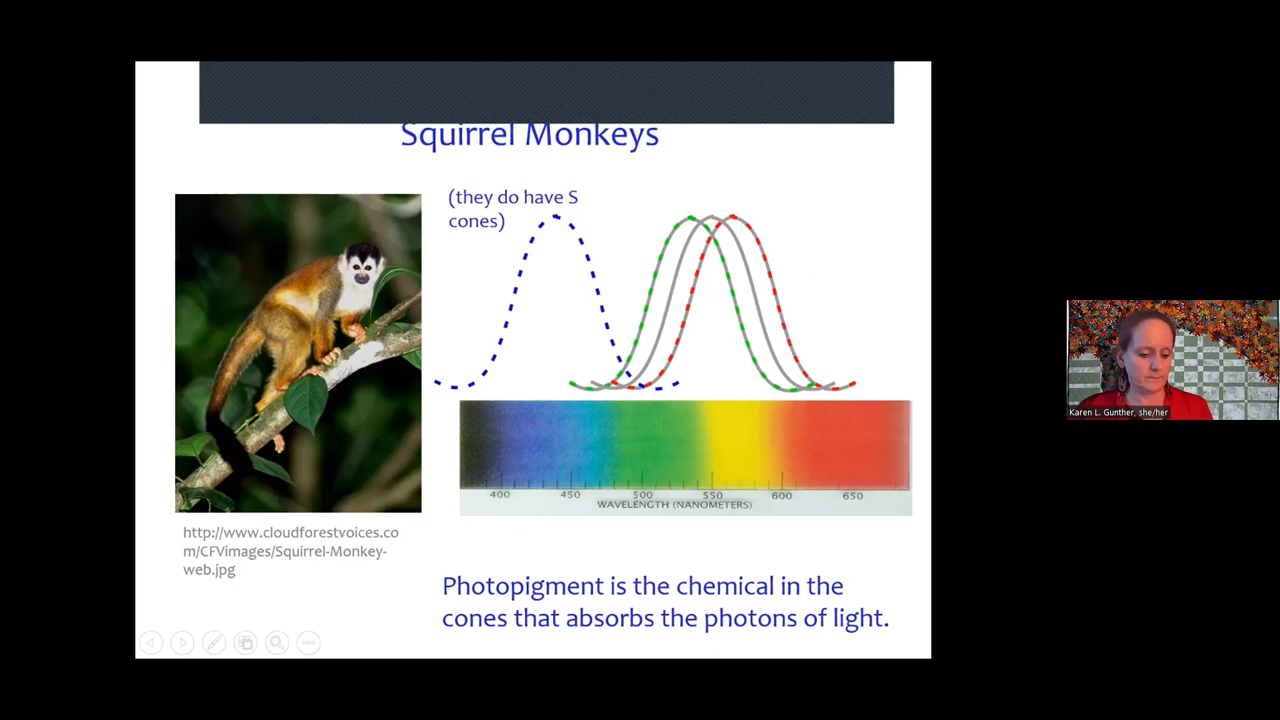 Squirrel Monkeys
(they do have S
cones)
400 450 500 550 600 650
WAVELENGTH (NANOMETERS)
http://www.cloudforestvoices.co
m/CFVimages/Squirrel-Monkey-
web.jpg
Photopigment is the chemical in the
cones that absorbs the photons of light.
Karen L. Gunther, she/her